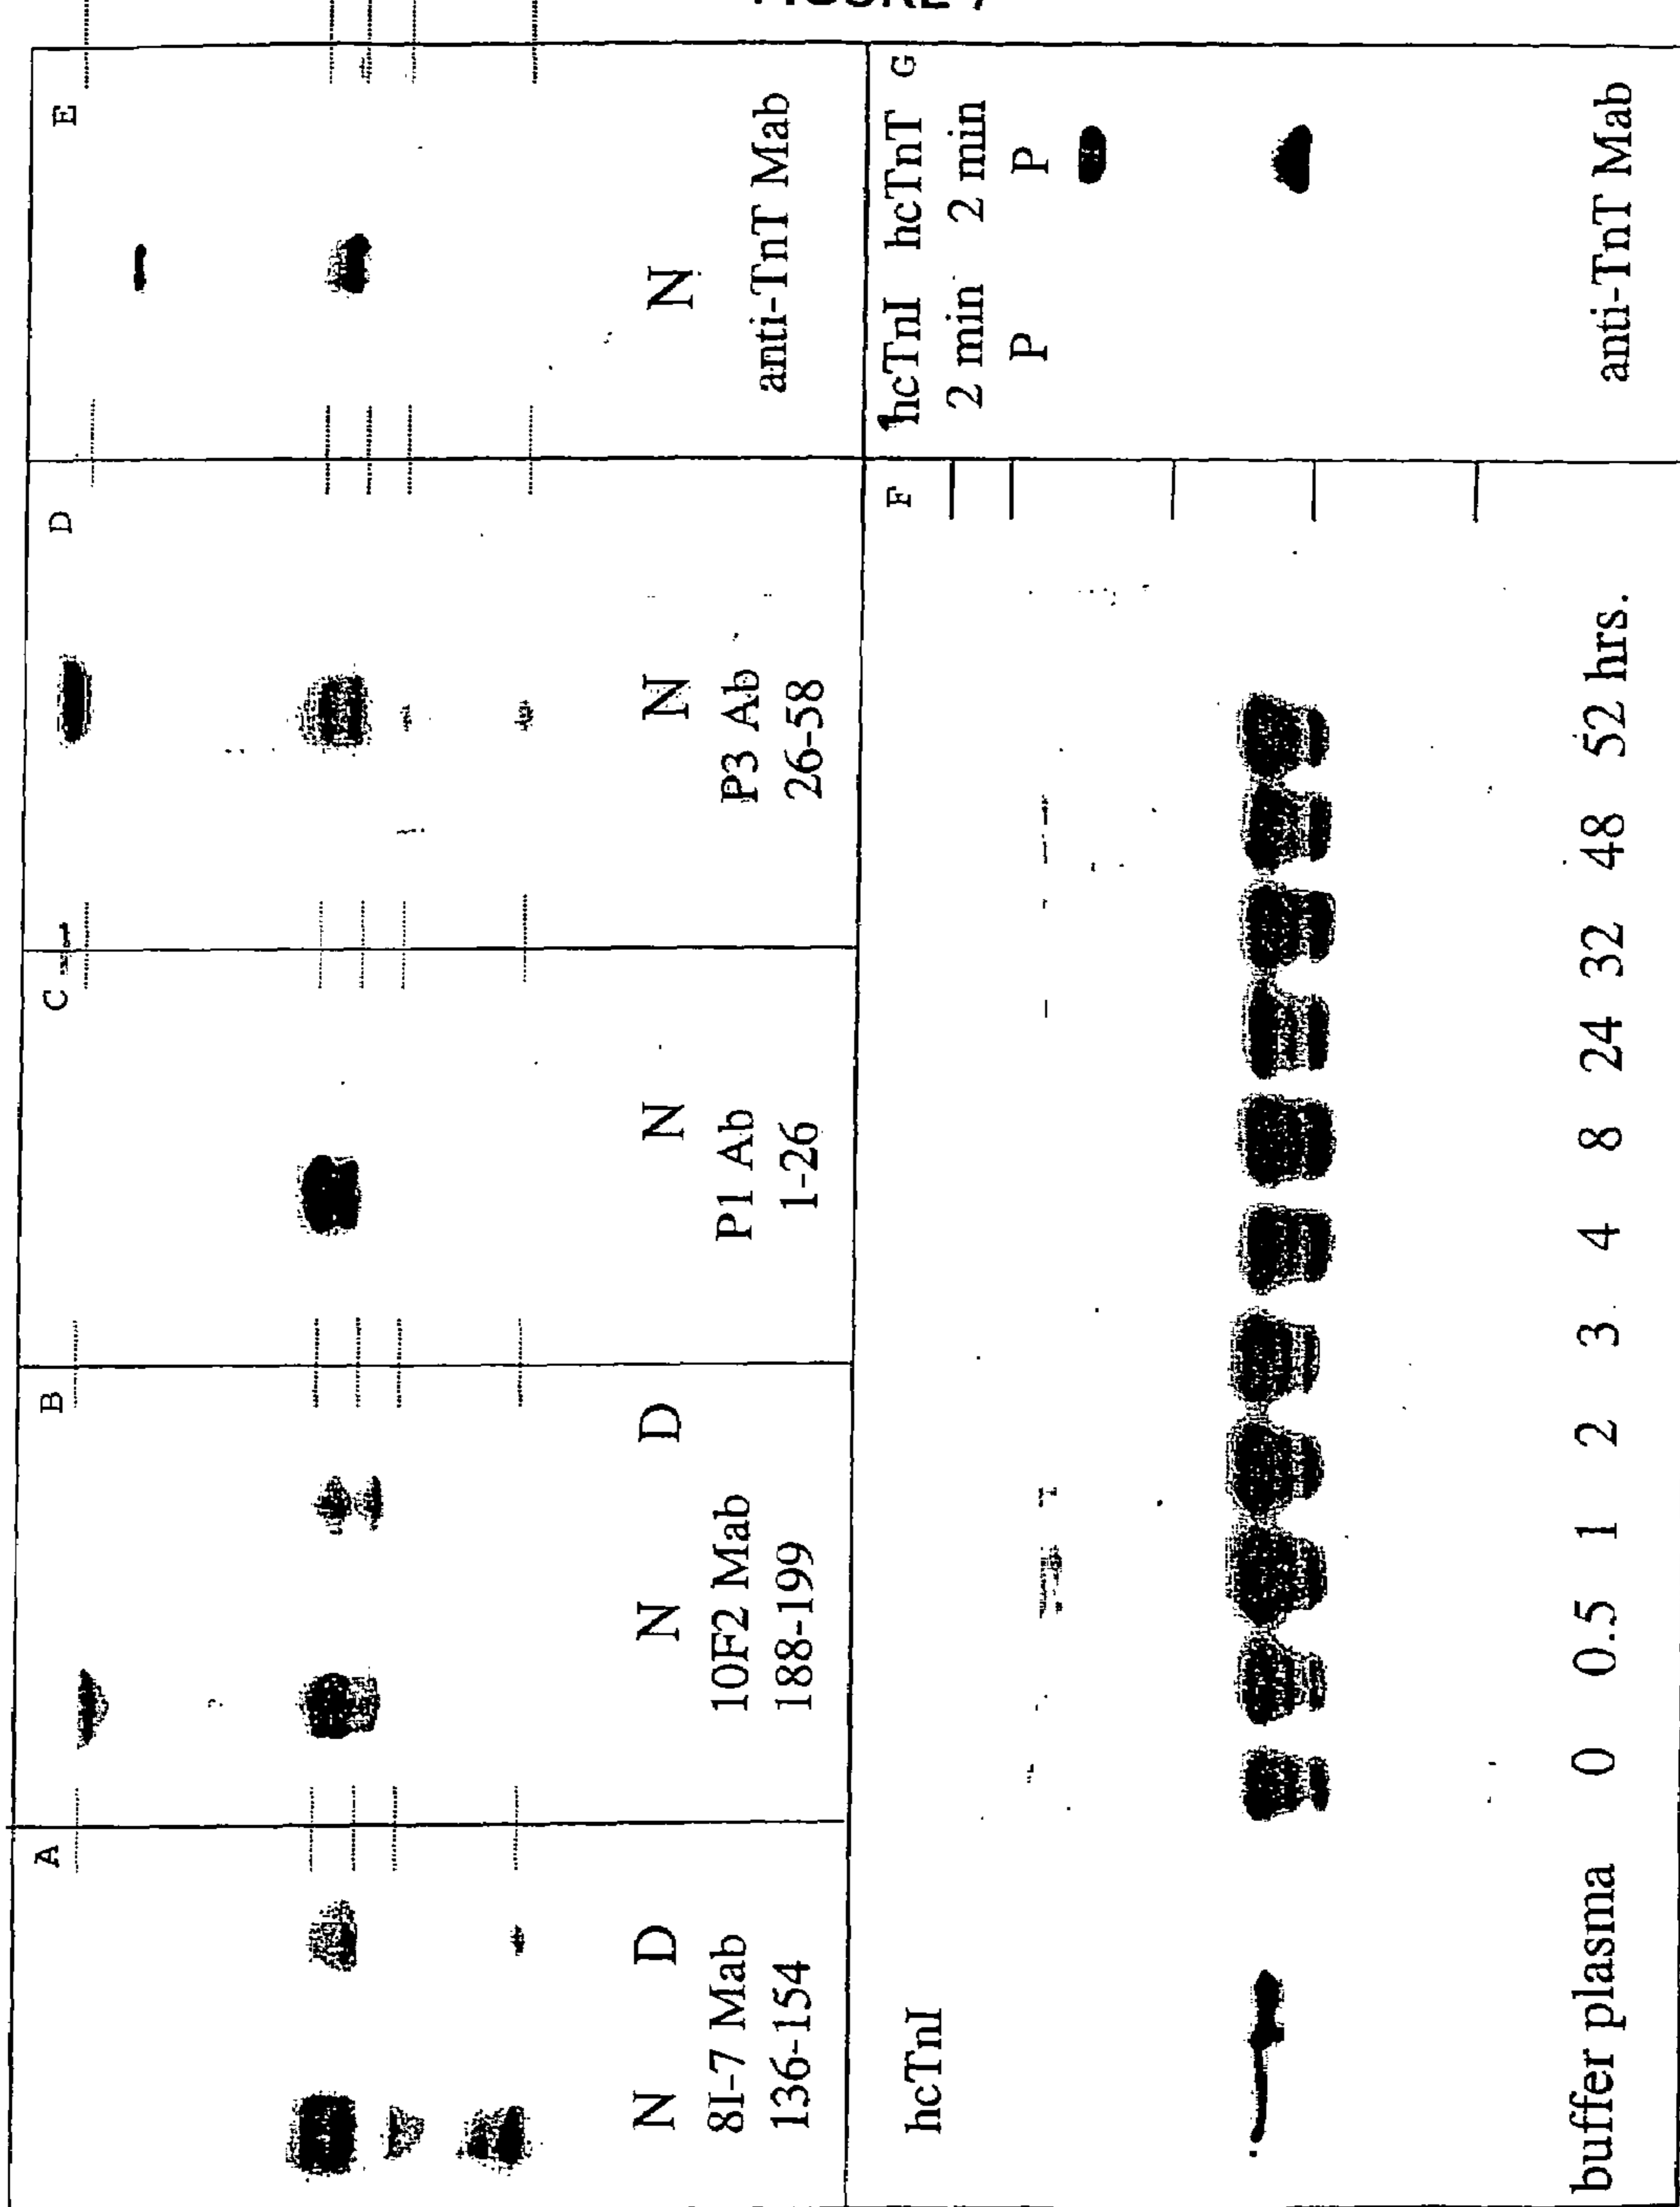 FIGURE 7
A
N D
8I-7 Mab
136-154
B
N D
10F2 Mab
188-199
C
N
P1 Ab
1-26
D
N
P3 Ab
26-58
E
N
anti-TnT Mab
F
hcTnI
buffer plasma 0 0.5 1 2 3 4 8 24 32 48 52 hrs.
G
hcTnI hcTnT
2 min 2 min
P P
anti-TnT Mab